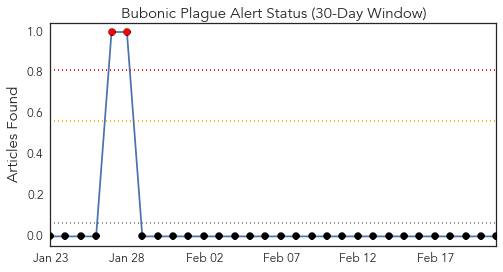 Bubonic Plague Alert Status (30-Day Window)
Articles Found
1.0
0.8
0.6
0.4
0.2
0.0
Jan 23 Jan 28 Feb 02 Feb 07 Feb 12 Feb 17